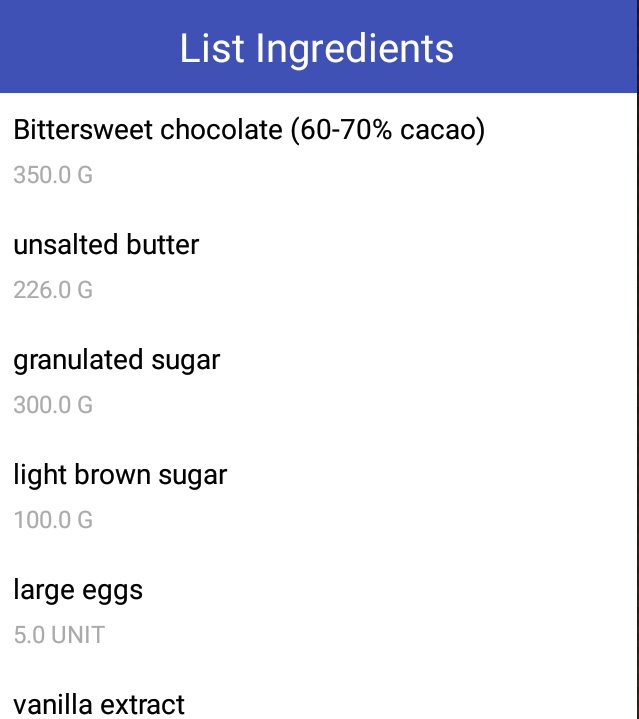 List Ingredients
Bittersweet chocolate (60-70% cacao)
350.0 G
unsalted butter
226.0 G
granulated sugar
300.0 G
light brown sugar
100.0 G
large eggs
5.0 UNIT
vanilla extract